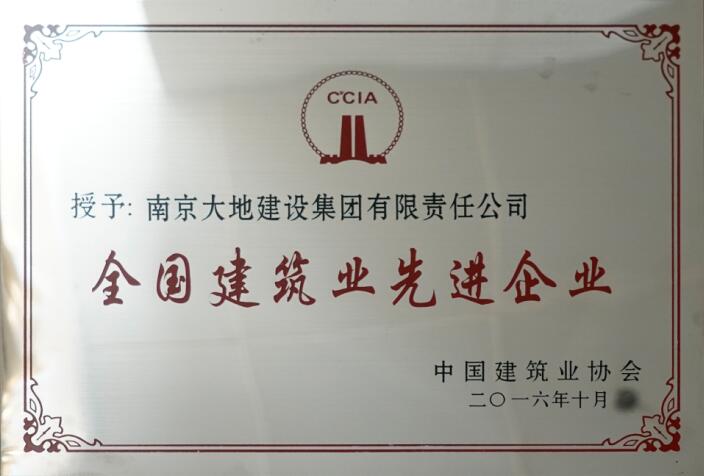 CCIA
授予: 南京大地建设集团有限责任公司
全国建筑业先进企业
中国建筑业协会
二〇一六年十月